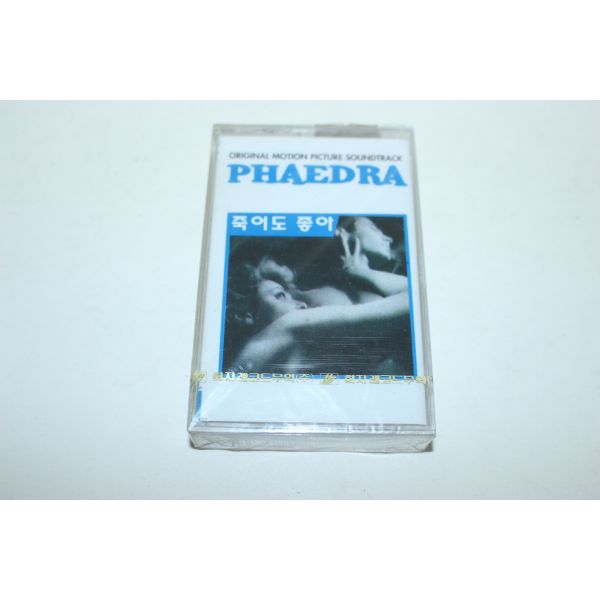 ORIGINAL MOTION PICTURE SOUNDTRACK
PHAEDRA
죽어도 좋아